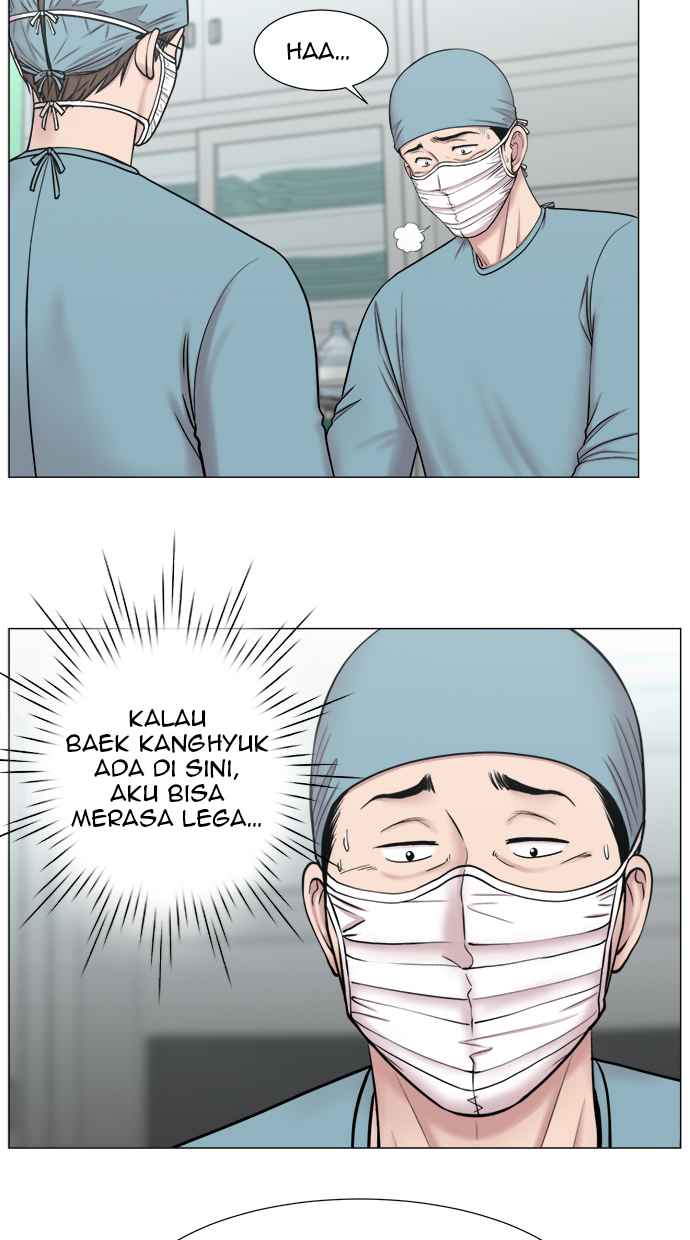 HAA...
KALAU
BAEK KANGHYUK
ADA DI SINI,
AKU BISA
MERASA LEGA...